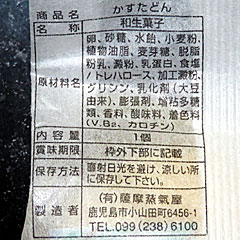 商品名 かすたどん
名称 和生菓子
原材料名 卵、砂糖、水飴、小麦粉、
植物油脂、麦芽糖、脱脂
粉乳、澱粉、乳蛋白、食塩
/トレハロース、加工澱粉、
グリシン、乳化剤(大豆
由来)、膨張剤、増粘多糖
類、香料、酸味料、着色料
(V.B2、カロチン)
内容量 1個
賞味期限 枠外下部に記載
保存方法 直射日光を避け、涼しい所
に保存してください。
製造者 (有)薩摩蒸氣屋
鹿児島市小山田町6456-1
TEL.099(238)6100